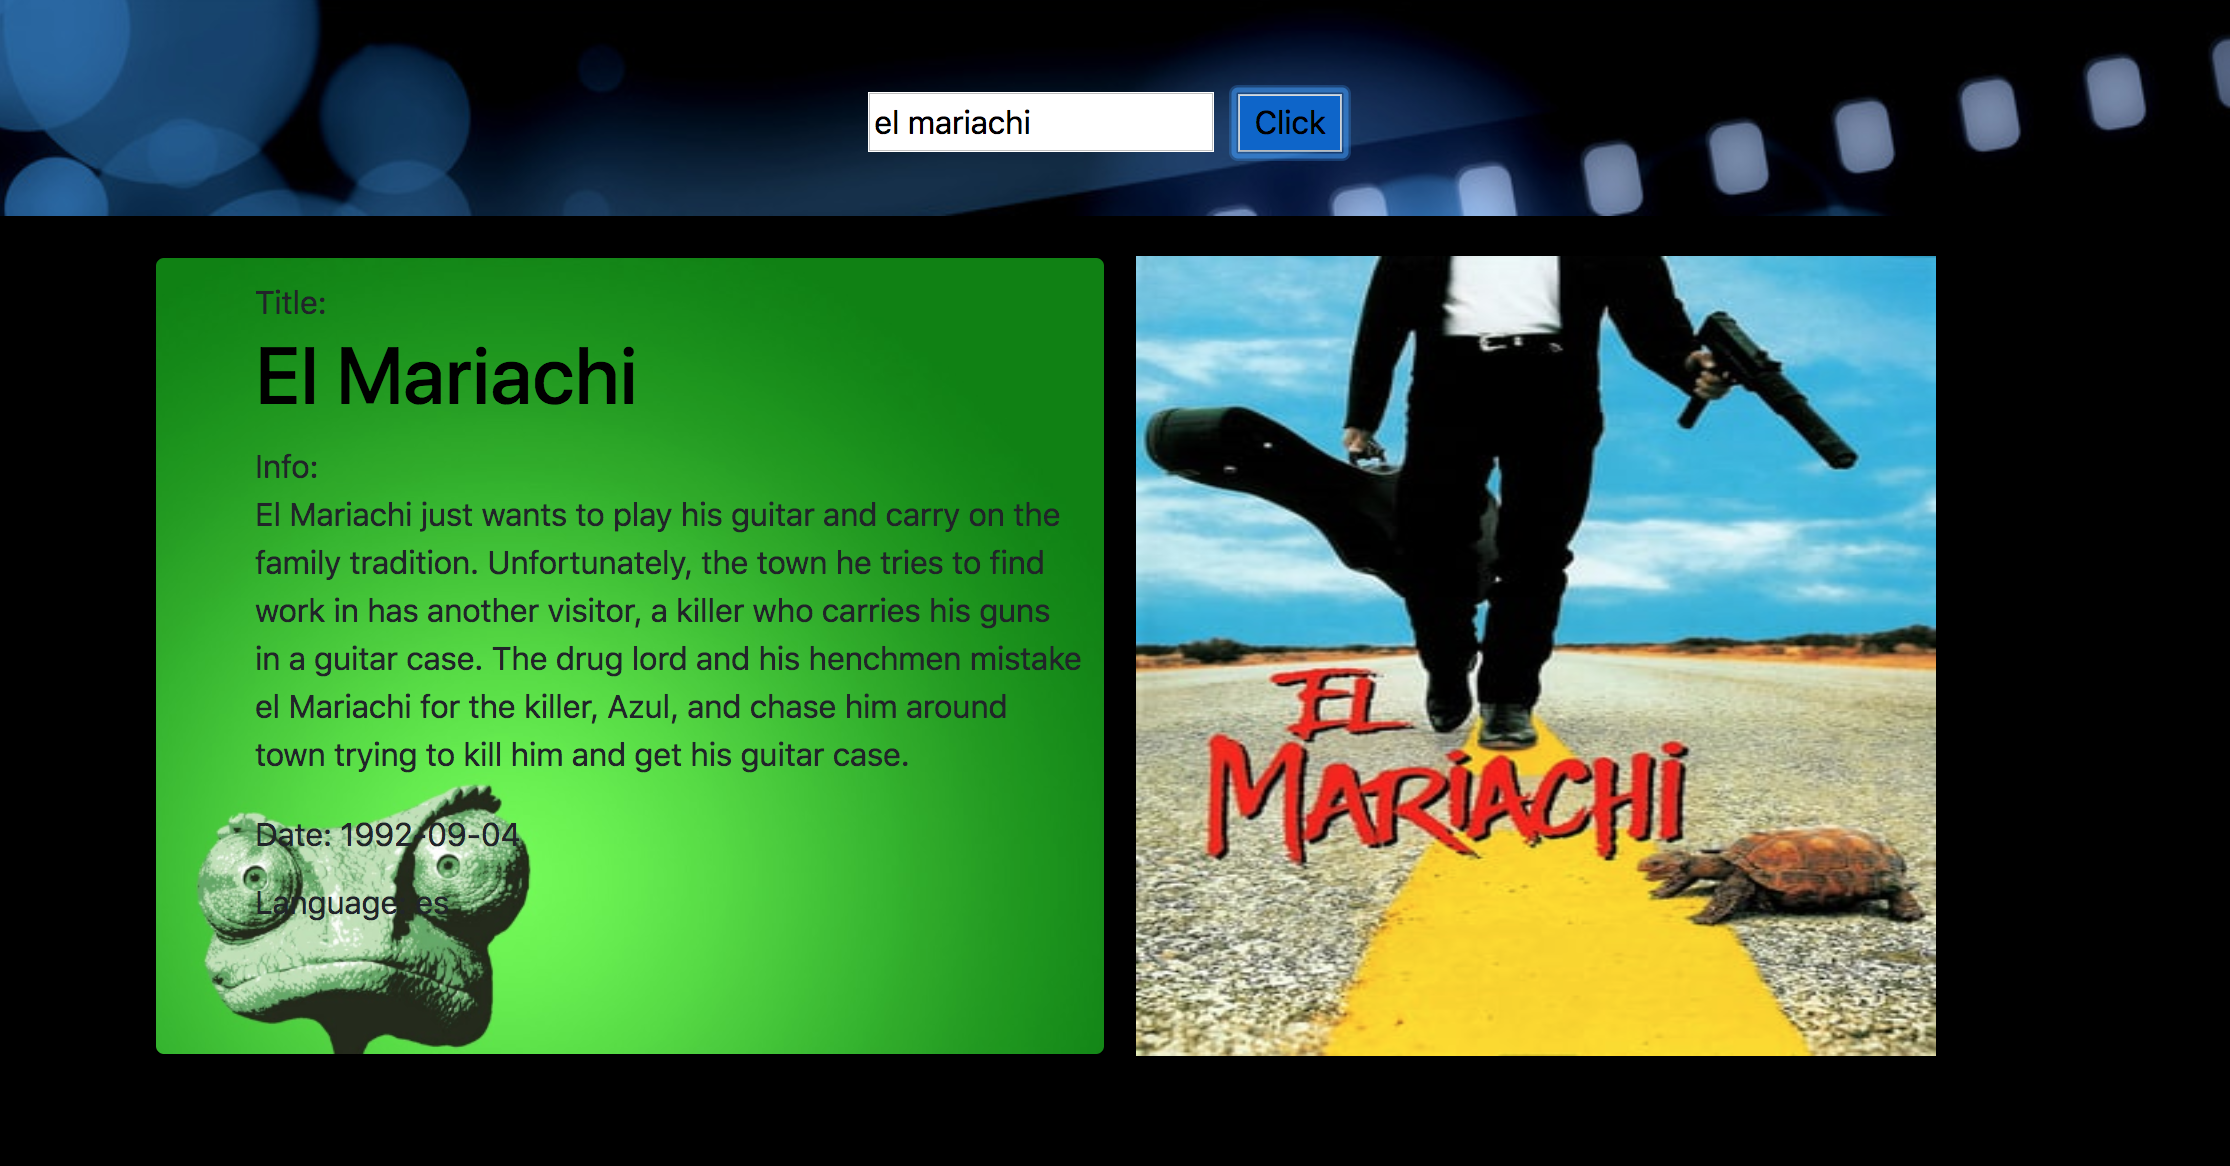 el mariachi Click
Title:
El Mariachi
Info:
El Mariachi just wants to play his guitar and carry on the
family tradition. Unfortunately, the town he tries to find
work in has another visitor, a killer who carries his guns
in a guitar case. The drug lord and his henchmen mistake
el Mariachi for the killer, Azul, and chase him around
town trying to kill him and get his guitar case.
Date: 1992-09-04
Language: es
EL
MARiACHi